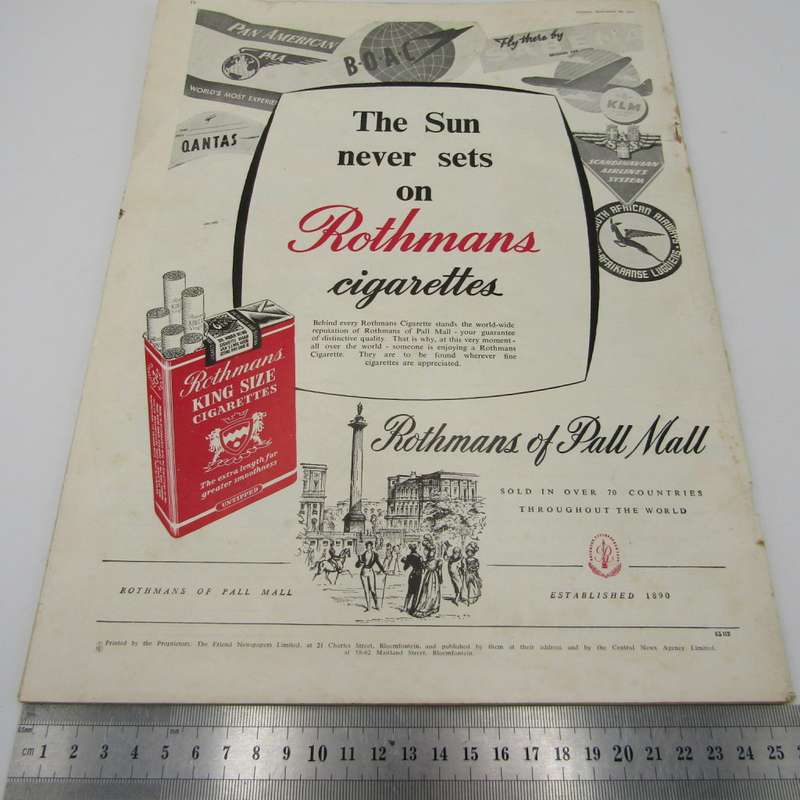 PAN AMERICAN
PAA
WORLD'S MOST EXPERIE
B·O·A·C
Fly there by
KLM
QANTAS
SAS
SCANDINAVIAN
AIRLINES
SYSTEM
SOUTH AFRICAN AIRWAYS
AFRIKAANSE LUGDIENS
The Sun
never sets
on
Rothmans
cigarettes
Behind every Rothmans Cigarette stands the world-wide
reputation of Rothmans of Pall Mall - your guarantee
of distinctive quality. That is why, at this very moment -
all over the world - someone is enjoying a Rothmans
Cigarette. They are to be found wherever fine
cigarettes are appreciated.
Rothmans
KING SIZE
CIGARETTES
The extra length for
greater smoothness
UNTIPPED
Rothmans of Pall Mall
SOLD IN OVER 70 COUNTRIES
THROUGHOUT THE WORLD
ROTHMANS OF PALL MALL
ESTABLISHED 1890
Printed by the Proprietors, The Friend Newspapers Limited, at 21 Charles Street, Bloemfontein, and published by them at their address and by the Central News Agency Limited,
at 58-62 Maitland Street, Bloemfontein.
0.5mm
mm
cm 1 2 3 4 5 6 7 8 9 10 11 12 13 14 15 16 17 18 19 20 21 22 23 24 25